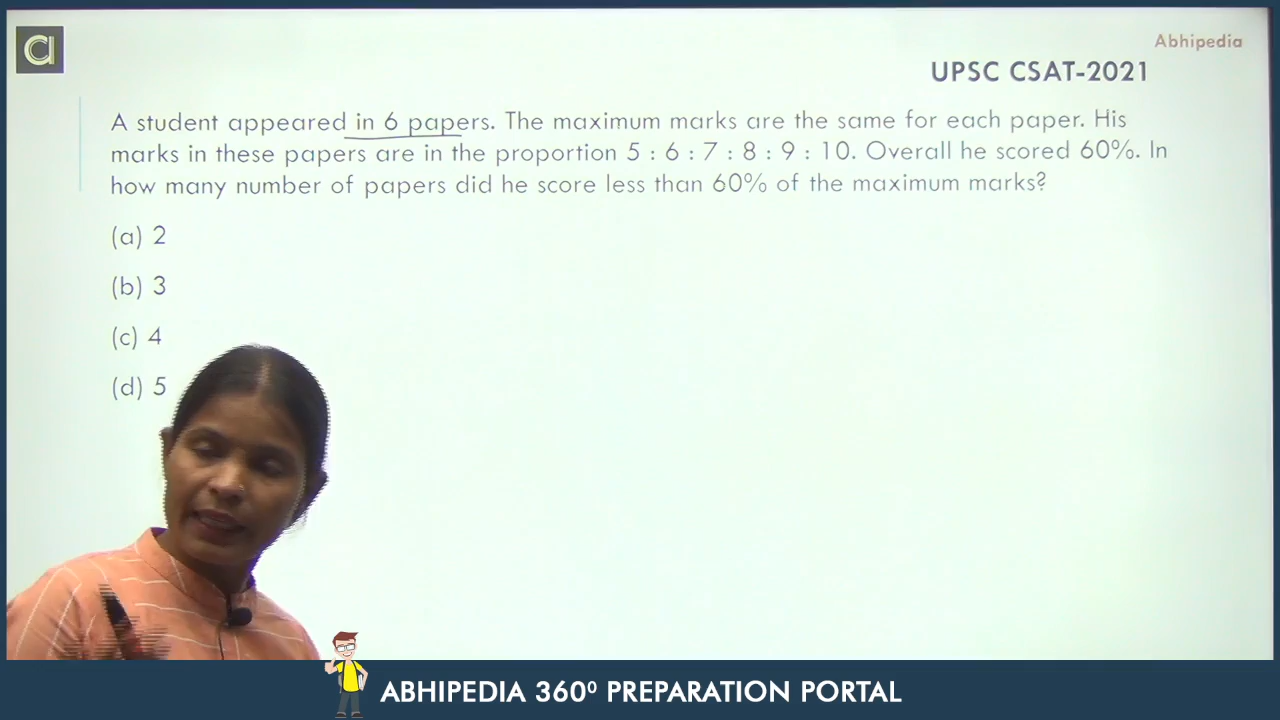 Abhipedia
UPSC CSAT-2021
A student appeared in 6 papers. The maximum marks are the same for each paper. His
marks in these papers are in the proportion 5 : 6 : 7 : 8 : 9 : 10. Overall he scored 60%. In
how many number of papers did he score less than 60% of the maximum marks?
(a) 2
(b) 3
(c) 4
(d) 5
ABHIPEDIA 360⁰ PREPARATION PORTAL